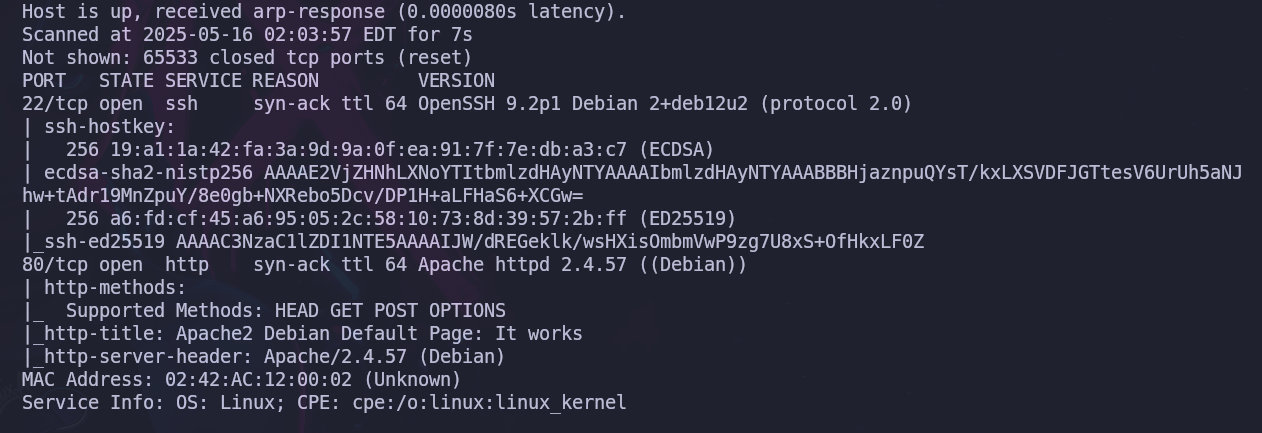 Host is up, received arp-response (0.0000080s latency).
Scanned at 2025-05-16 02:03:57 EDT for 7s
Not shown: 65533 closed tcp ports (reset)
PORT   STATE SERVICE REASON         VERSION
22/tcp open  ssh     syn-ack ttl 64 OpenSSH 9.2p1 Debian 2+deb12u2 (protocol 2.0)
| ssh-hostkey:
|   256 19:a1:1a:42:fa:3a:9d:9a:0f:ea:91:7f:7e:db:a3:c7 (ECDSA)
| ecdsa-sha2-nistp256 AAAAE2VjZHNhLXNoYTItbmlzdHAyNTYAAAAIbmlzdHAyNTYAAABBBHjaznpuQYsT/kxLXSVDFJGTtesV6UrUh5aNJ
hw+tAdr19MnZpuY/8e0gb+NXRebo5Dcv/DP1H+aLFHaS6+XCGw=
|   256 a6:fd:cf:45:a6:95:05:2c:58:10:73:8d:39:57:2b:ff (ED25519)
|_ssh-ed25519 AAAAC3NzaC1lZDI1NTE5AAAAIJW/dREGeklk/wsHXisOmbmVwP9zg7U8xS+OfHkxLF0Z
80/tcp open  http    syn-ack ttl 64 Apache httpd 2.4.57 ((Debian))
| http-methods:
|_  Supported Methods: HEAD GET POST OPTIONS
|_http-title: Apache2 Debian Default Page: It works
|_http-server-header: Apache/2.4.57 (Debian)
MAC Address: 02:42:AC:12:00:02 (Unknown)
Service Info: OS: Linux; CPE: cpe:/o:linux:linux_kernel